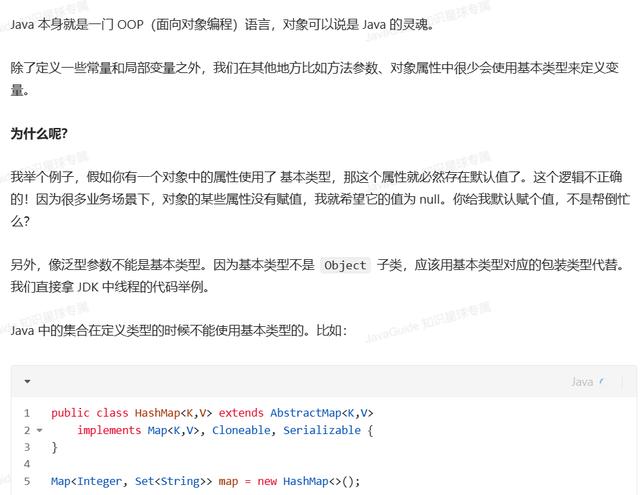 Java 本身就是一门 OOP（面向对象编程）语言，对象可以说是 Java 的灵魂。
除了定义一些常量和局部变量之外，我们在其他地方比如方法参数、对象属性中很少会使用基本类型来定义变
量。
为什么呢？
我举个例子，假如你有一个对象中的属性使用了 基本类型，那这个属性就必然存在默认值了。这个逻辑不正确
的！因为很多业务场景下，对象的某些属性没有赋值，我就希望它的值为 null。你给我默认赋个值，不是帮倒忙
么？
另外，像泛型参数不能是基本类型。因为基本类型不是 Object 子类，应该用基本类型对应的包装类型代替。
我们直接拿 JDK 中线程的代码举例。
JavaGuide 知识星球专属
Java 中的集合在定义类型的时候不能使用基本类型的。比如：
Java
1 public class HashMap<K,V> extends AbstractMap<K,V>
2 implements Map<K,V>, Cloneable, Serializable {
3 }
4
5 Map<Integer, Set<String>> map = new HashMap<>();